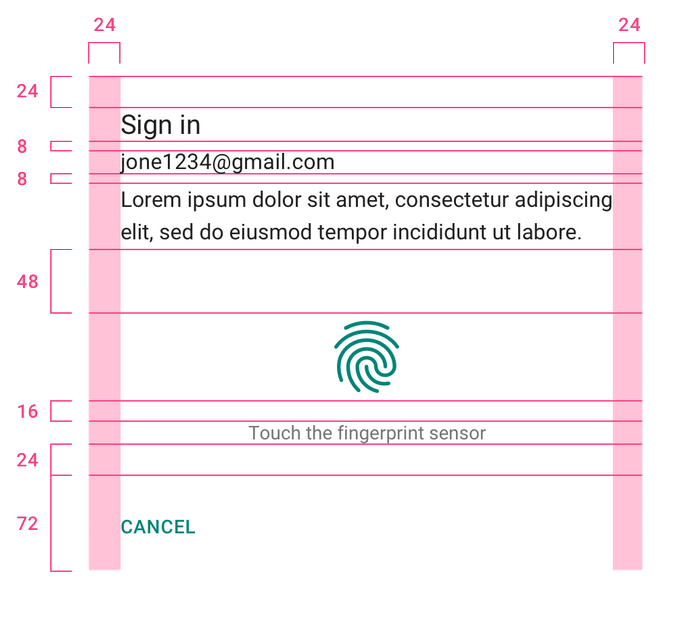 24 24
24
Sign in
8
jone1234@gmail.com
8
Lorem ipsum dolor sit amet, consectetur adipiscing
elit, sed do eiusmod tempor incididunt ut labore.
48
16
Touch the fingerprint sensor
24
72
CANCEL